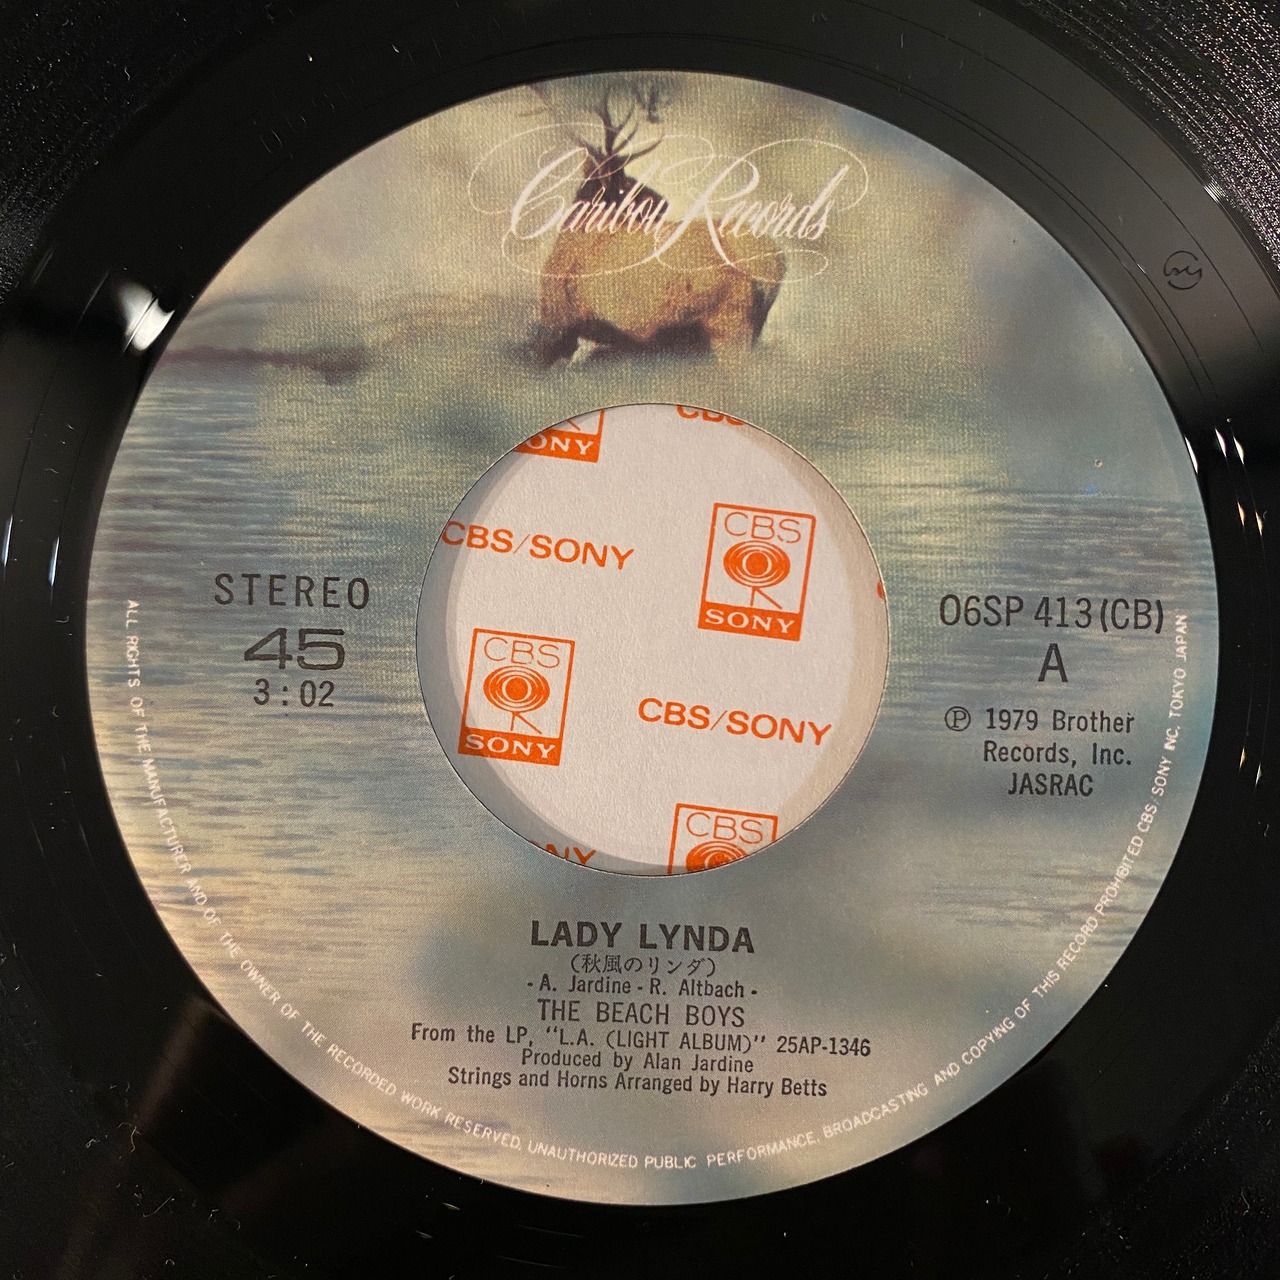 Caribou Records
CBS
SONY
CBS/SONY
CBS
SONY
CBS
SONY
CBS/SONY
CBS
STEREO
45
3:02
06SP 413(CB)
A
Ⓟ 1979 Brother
Records, Inc.
JASRAC
LADY LYNDA
(秋風のリンダ)
- A. Jardine - R. Altbach -
THE BEACH BOYS
From the LP, "L.A. (LIGHT ALBUM)" 25AP-1346
Produced by Alan Jardine
Strings and Horns Arranged by Harry Betts
ALL RIGHTS OF THE MANUFACTURER AND OF THE OWNER OF THE RECORDED WORK RESERVED. UNAUTHORIZED PUBLIC PERFORMANCE, BROADCASTING AND COPYING OF THIS RECORD PROHIBITED CBS/SONY INC. TOKYO JAPAN